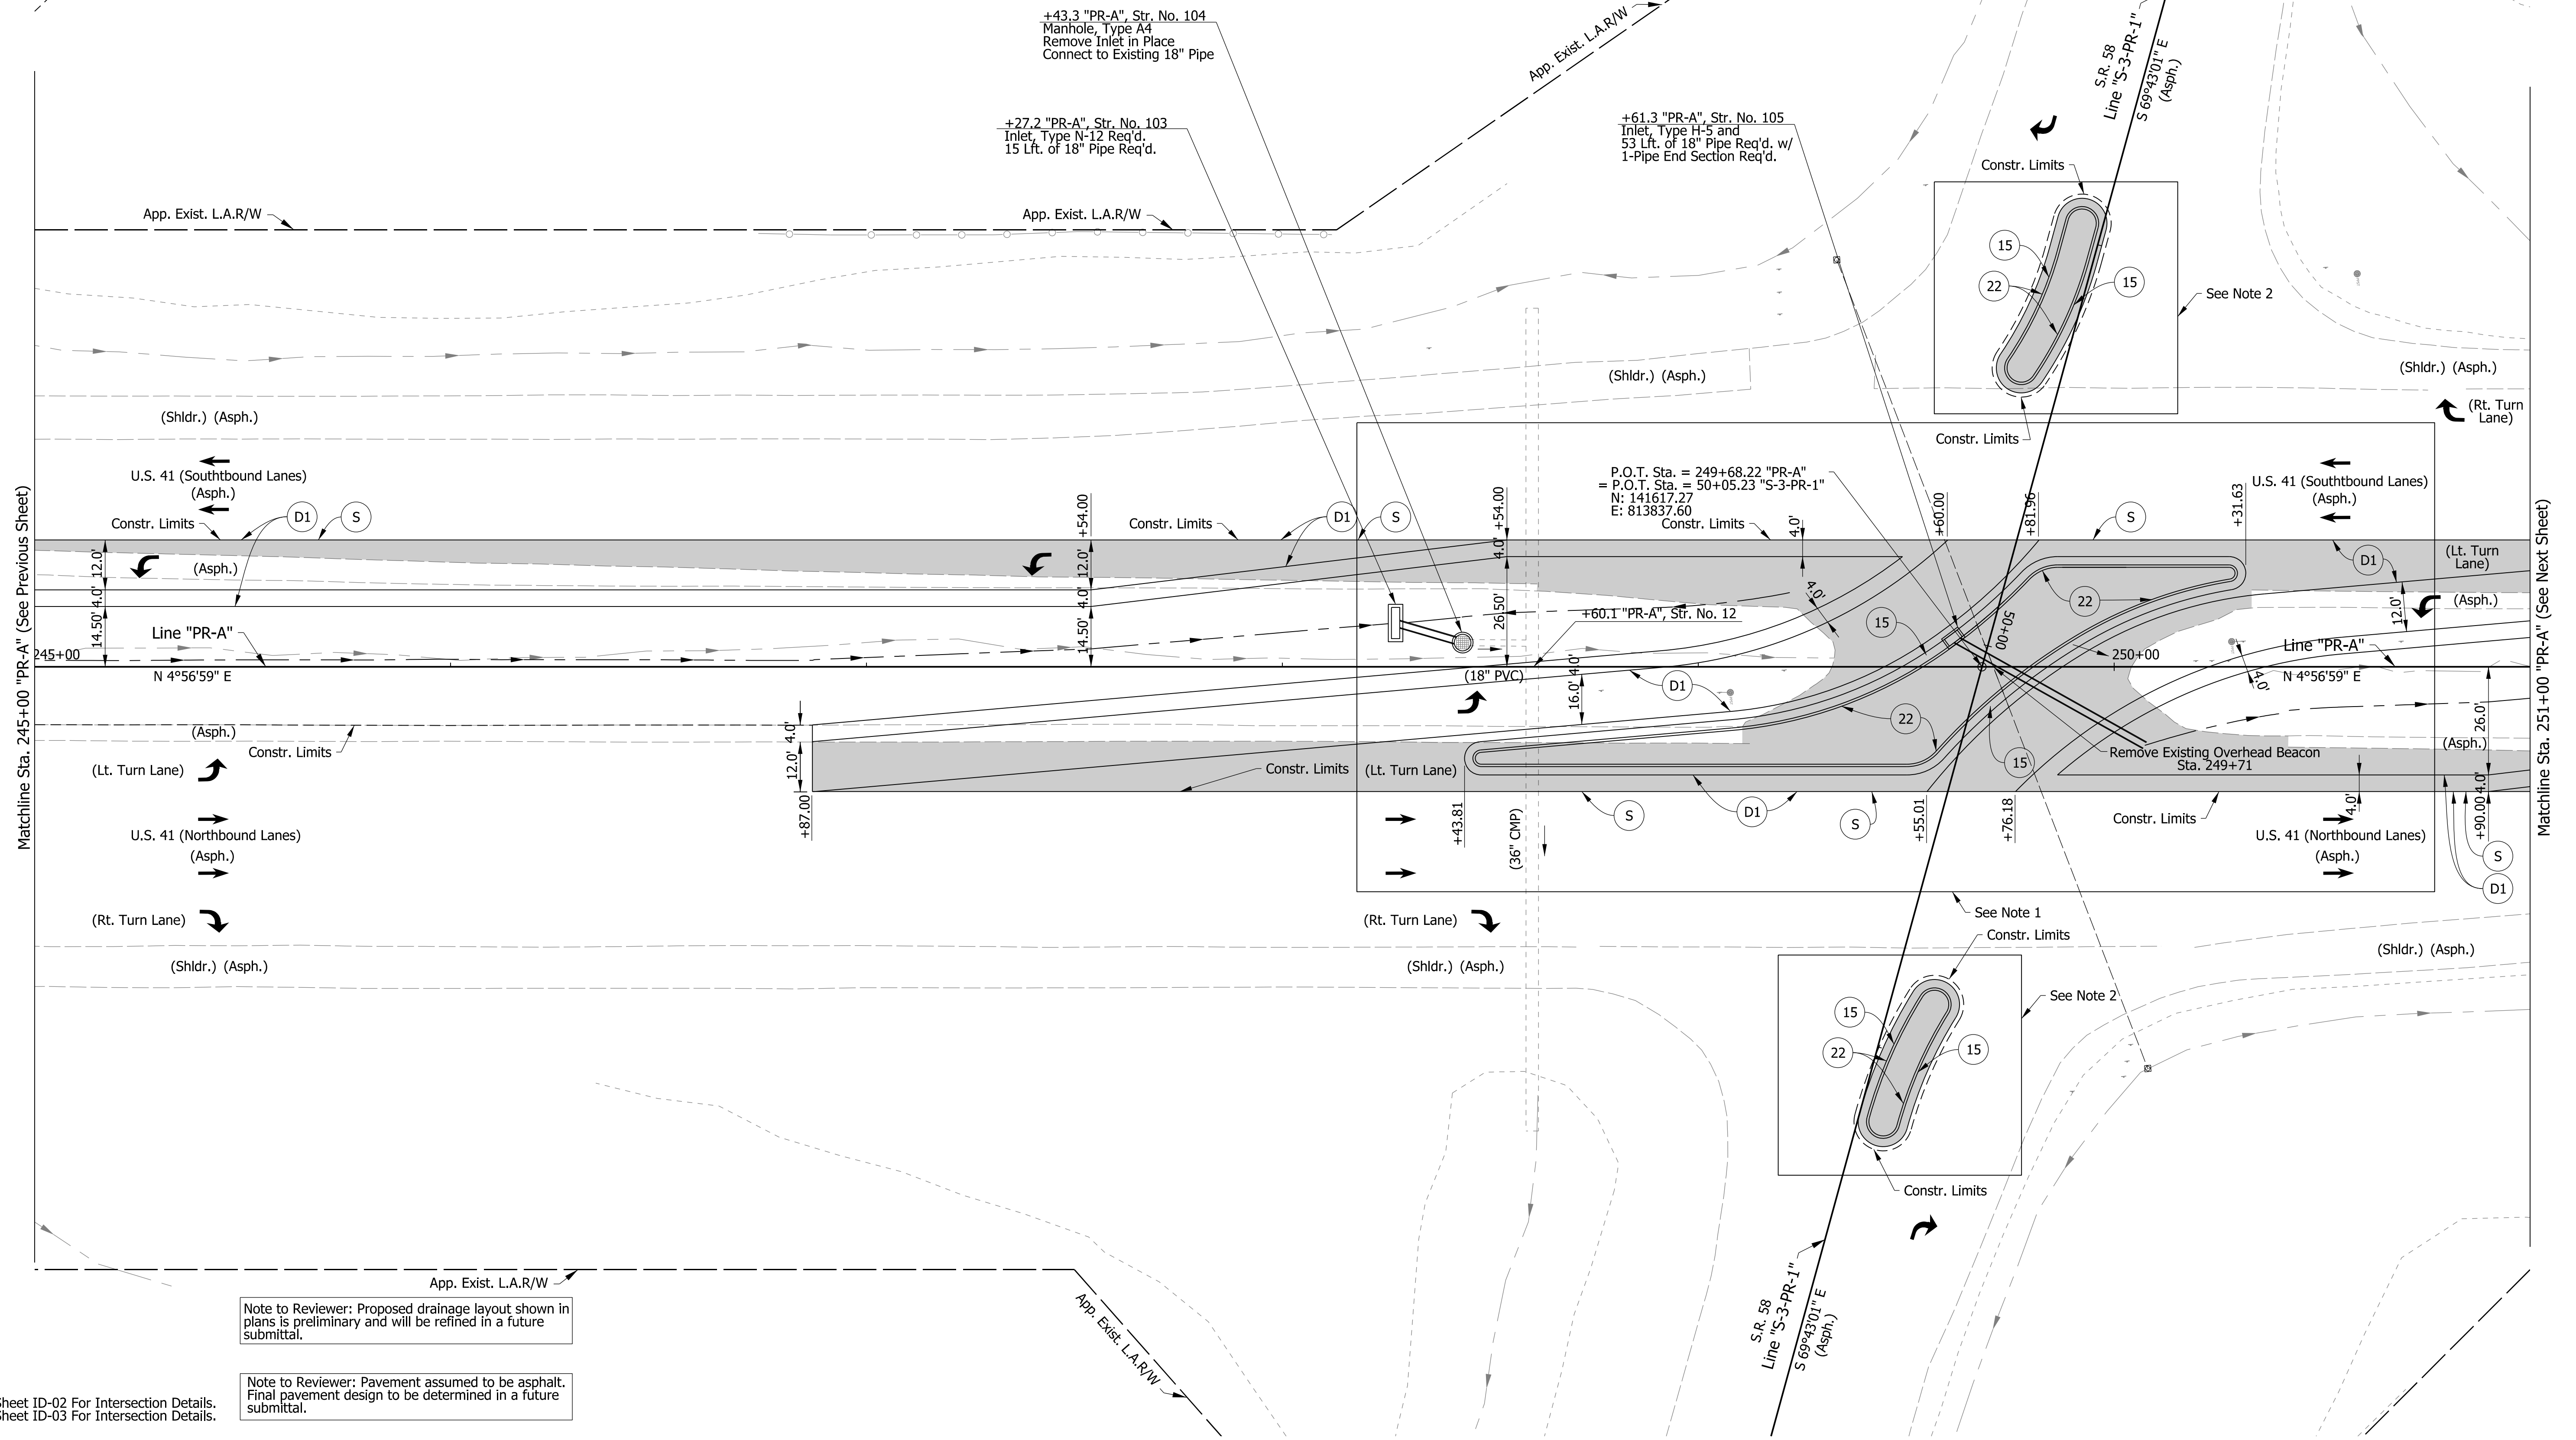 +43.3 "PR-A", Str. No. 104
Manhole, Type A4
Remove Inlet in Place
Connect to Existing 18" Pipe
+27.2 "PR-A", Str. No. 103
Inlet, Type N-12 Req'd.
15 Lft. of 18" Pipe Req'd.
App. Exist. L.A.R/W
+61.3 "PR-A", Str. No. 105
Inlet, Type H-5 and
53 Lft. of 18" Pipe Req'd. w/
1-Pipe End Section Req'd.
S.R. 58
Line "S-3-PR-1"
S 69°43'01" E
(Asph.)
Constr. Limits
15
22
15
See Note 2
Constr. Limits
App. Exist. L.A.R/W
App. Exist. L.A.R/W
(Shldr.) (Asph.)
(Shldr.) (Asph.)
(Shldr.) (Asph.)
(Rt. Turn
Lane)
Matchline Sta. 245+00 "PR-A" (See Previous Sheet)
U.S. 41 (Southtbound Lanes)
(Asph.)
Constr. Limits
D1
S
12.0'
4.0'
14.50'
(Asph.)
Line "PR-A"
245+00
N 4°56'59" E
+54.00
12.0'
4.0'
14.50'
Constr. Limits
D1
S
+54.00
4.0'
26.50'
P.O.T. Sta. = 249+68.22 "PR-A"
= P.O.T. Sta. = 50+05.23 "S-3-PR-1"
N: 141617.27
E: 813837.60
Constr. Limits
4.0'
+60.00
+81.96
S
+31.63
U.S. 41 (Southtbound Lanes)
(Asph.)
D1
(Lt. Turn
Lane)
(Asph.)
12.0'
4.0'
+60.1 "PR-A", Str. No. 12
15
22
50+00
250+00
Line "PR-A"
N 4°56'59" E
4.0'
(18" PVC)
4.0'
16.0'
D1
22
15
Remove Existing Overhead Beacon
Sta. 249+71
26.0'
(Asph.)
4.0'
4.0'
+90.00
(Asph.)
Constr. Limits
(Lt. Turn Lane)
4.0'
12.0'
+87.00
Constr. Limits
(Lt. Turn Lane)
+43.81
(36" CMP)
S
D1
S
+55.01
+76.18
Constr. Limits
U.S. 41 (Northbound Lanes)
(Asph.)
U.S. 41 (Northbound Lanes)
(Asph.)
S
D1
Matchline Sta. 251+00 "PR-A" (See Next Sheet)
(Rt. Turn Lane)
(Rt. Turn Lane)
See Note 1
Constr. Limits
(Shldr.) (Asph.)
(Shldr.) (Asph.)
(Shldr.) (Asph.)
See Note 2
15
22
15
Constr. Limits
App. Exist. L.A.R/W
App. Exist. L.A.R/W
S.R. 58
Line "S-3-PR-1"
S 69°43'01" E
(Asph.)
Note to Reviewer: Proposed drainage layout shown in
plans is preliminary and will be refined in a future
submittal.
Note to Reviewer: Pavement assumed to be asphalt.
Final pavement design to be determined in a future
submittal.
Sheet ID-02 For Intersection Details.
Sheet ID-03 For Intersection Details.